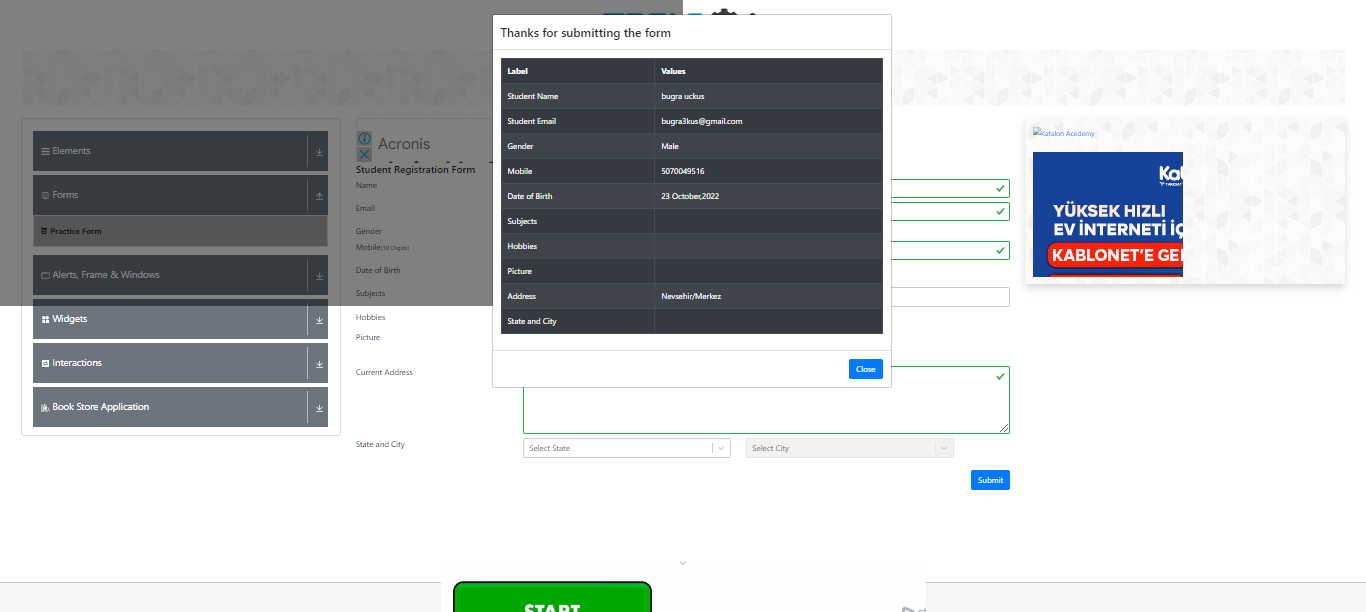 Thanks for submitting the form
Label Values
Student Name bugra uckus
Student Email bugra3kus@gmail.com
Gender Male
Mobile 5070049516
Date of Birth 23 October,2022
Subjects
Hobbies
Picture
Address Nevsehir/Merkez
State and City
Close
Elements
Forms
Practice Form
Alerts, Frame & Windows
Widgets
Interactions
Book Store Application
Acronis
Student Registration Form
Name
Email
Gender
Mobile(10 Digits)
Date of Birth
Subjects
Hobbies
Picture
Current Address
State and City
Select State
Select City
Submit
Katalon Acedemy
YÜKSEK HIZLI
EV İNTERNETİ
KABLONET'E
START